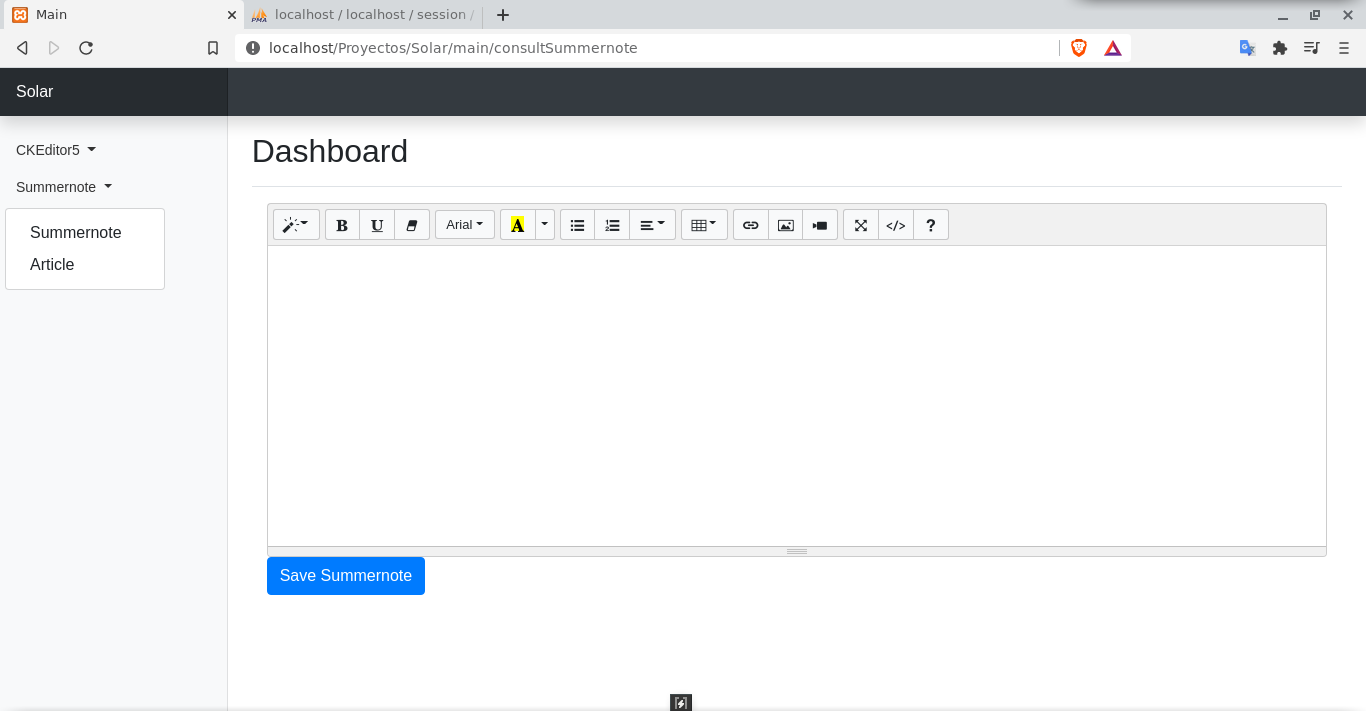 Main
localhost / localhost / session /
localhost/Proyectos/Solar/main/consultSummernote
Solar
CKEditor5
Summernote
Summernote
Article
Dashboard
B U Arial A </> ?
Save Summernote